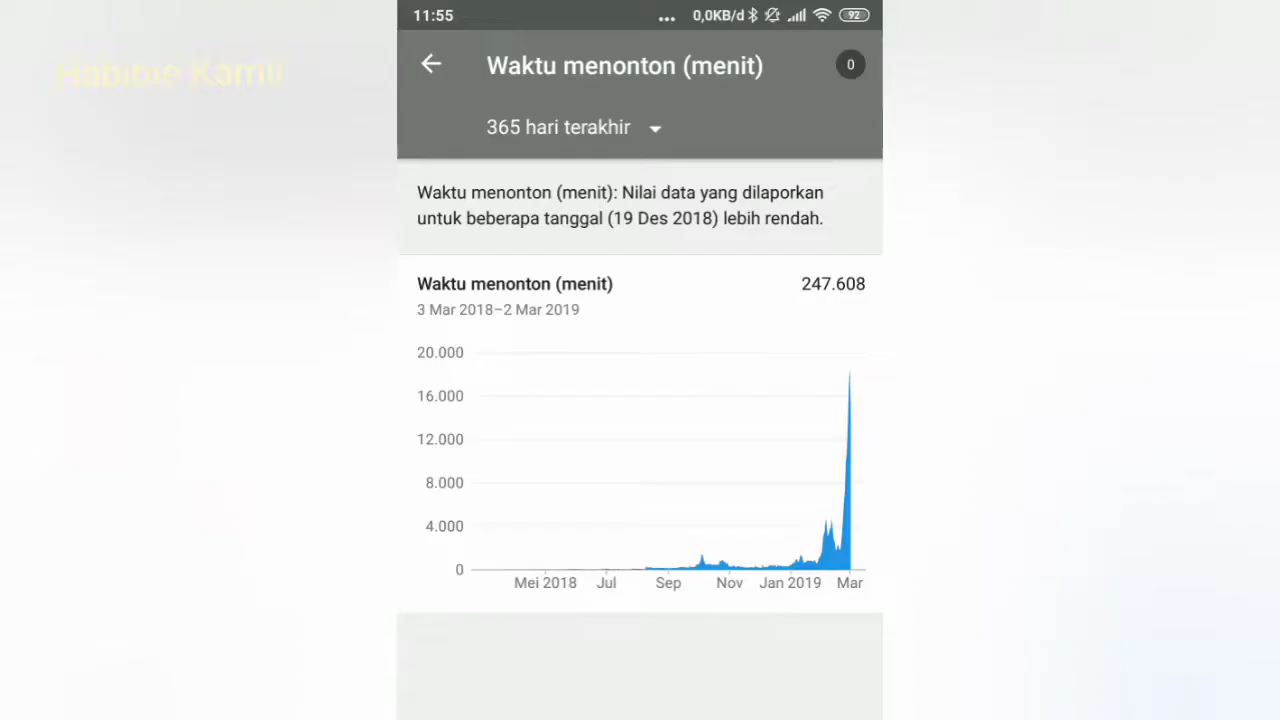 11:55 ... 0,0KB/d 92
Habibie Kamil
Waktu menonton (menit) 0
365 hari terakhir
Waktu menonton (menit): Nilai data yang dilaporkan
untuk beberapa tanggal (19 Des 2018) lebih rendah.
Waktu menonton (menit) 247.608
3 Mar 2018–2 Mar 2019
20.000
16.000
12.000
8.000
4.000
0
Mei 2018 Jul Sep Nov Jan 2019 Mar